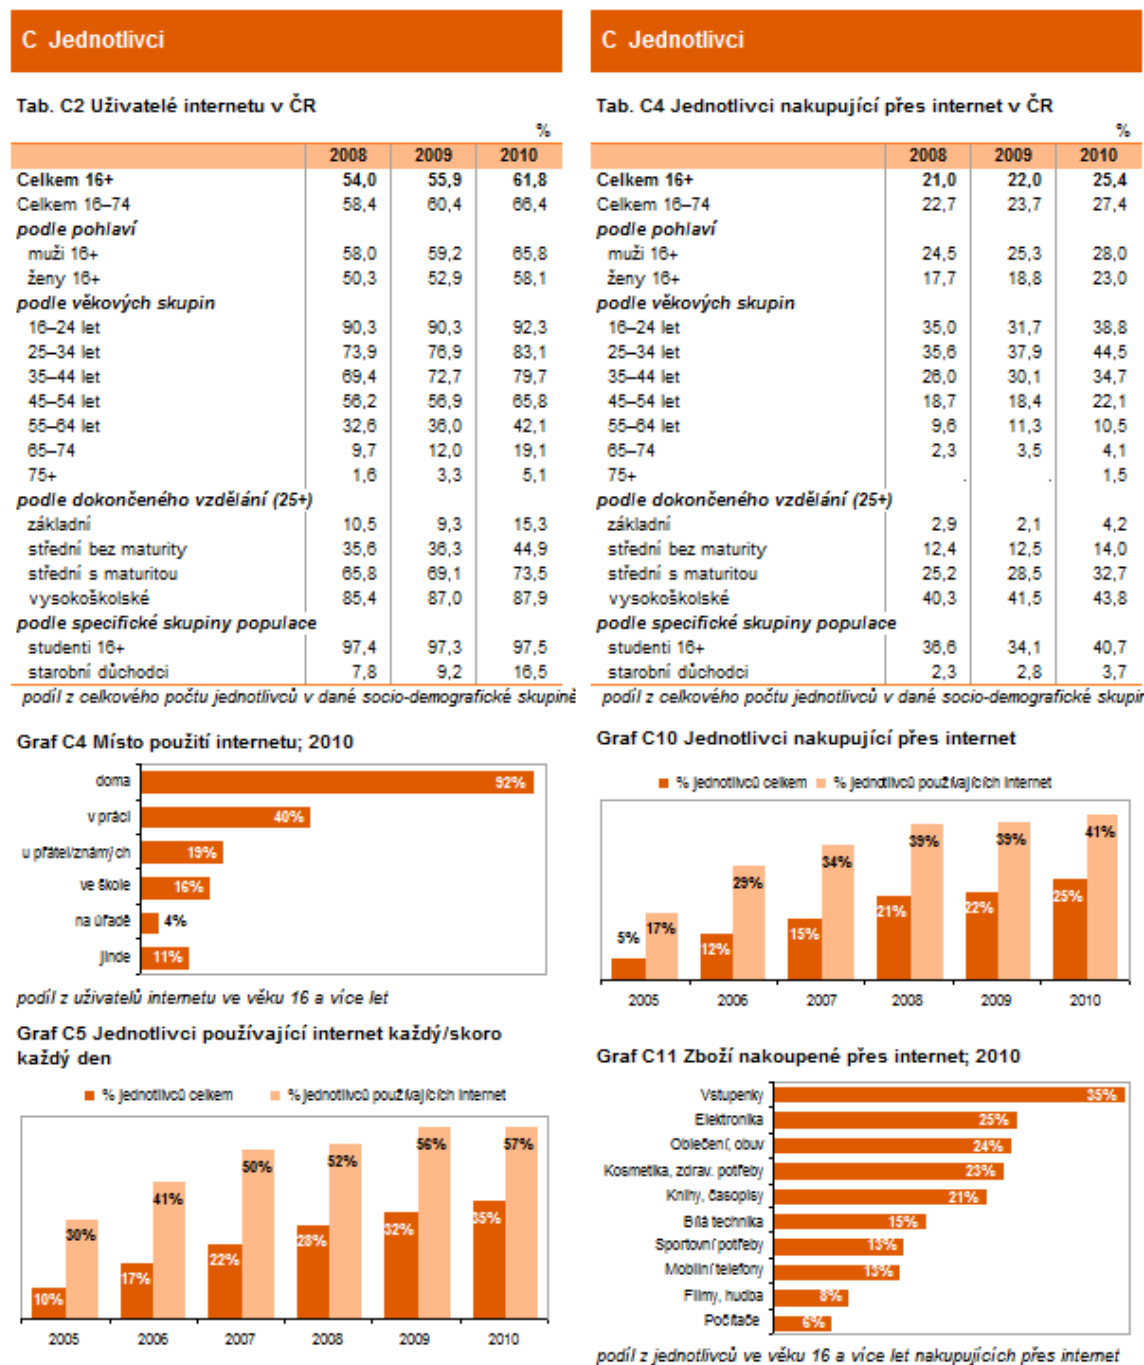 C Jednotlivci
Tab. C2 Uživatelé internetu v ČR
%
2008 2009 2010
Celkem 16+ 54,0 55,9 61,8
Celkem 16–74 58,4 60,4 66,4
podle pohlaví
muži 16+ 58,0 59,2 65,8
ženy 16+ 50,3 52,9 58,1
podle věkových skupin
16–24 let 90,3 90,3 92,3
25–34 let 73,9 76,9 83,1
35–44 let 69,4 72,7 79,7
45–54 let 56,2 56,9 65,8
55–64 let 32,6 36,0 42,1
65–74 9,7 12,0 19,1
75+ 1,6 3,3 5,1
podle dokončeného vzdělání (25+)
základní 10,5 9,3 15,3
střední bez maturity 35,6 36,3 44,9
střední s maturitou 65,8 69,1 73,5
vysokoškolské 85,4 87,0 87,9
podle specifické skupiny populace
studenti 16+ 97,4 97,3 97,5
starobní důchodci 7,8 9,2 16,5
podíl z celkového počtu jednotlivců v dané socio-demografické skupině
Graf C4 Místo použití internetu; 2010
doma 92%
v práci 40%
u přátel/známých 19%
ve škole 16%
na úřadě 4%
jinde 11%
podíl z uživatelů internetu ve věku 16 a více let
Graf C5 Jednotlivci používající internet každý/skoro
každý den
% jednotlivců celkem % jednotlivců používajících internet
10% 30% 17% 41% 22% 50% 28% 52% 32% 56% 35% 57%
2005 2006 2007 2008 2009 2010
C Jednotlivci
Tab. C4 Jednotlivci nakupující přes internet v ČR
%
2008 2009 2010
Celkem 16+ 21,0 22,0 25,4
Celkem 16–74 22,7 23,7 27,4
podle pohlaví
muži 16+ 24,5 25,3 28,0
ženy 16+ 17,7 18,8 23,0
podle věkových skupin
16–24 let 35,0 31,7 38,8
25–34 let 35,6 37,9 44,5
35–44 let 26,0 30,1 34,7
45–54 let 18,7 18,4 22,1
55–64 let 9,6 11,3 10,5
65–74 2,3 3,5 4,1
75+ . . 1,5
podle dokončeného vzdělání (25+)
základní 2,9 2,1 4,2
střední bez maturity 12,4 12,5 14,0
střední s maturitou 25,2 28,5 32,7
vysokoškolské 40,3 41,5 43,8
podle specifické skupiny populace
studenti 16+ 36,6 34,1 40,7
starobní důchodci 2,3 2,8 3,7
podíl z celkového počtu jednotlivců v dané socio-demografické skupin
Graf C10 Jednotlivci nakupující přes internet
% jednotlivců celkem % jednotlivců používajících internet
5% 17% 12% 29% 15% 34% 21% 39% 22% 39% 25% 41%
2005 2006 2007 2008 2009 2010
Graf C11 Zboží nakoupené přes internet; 2010
Vstupenky 35%
Elektronika 25%
Oblečení, obuv 24%
Kosmetika, zdrav. potřeby 23%
Knihy, časopisy 21%
Bílá technika 15%
Sportovní potřeby 13%
Mobilní telefony 13%
Filmy, hudba 8%
Počítače 6%
podíl z jednotlivců ve věku 16 a více let nakupujících přes internet